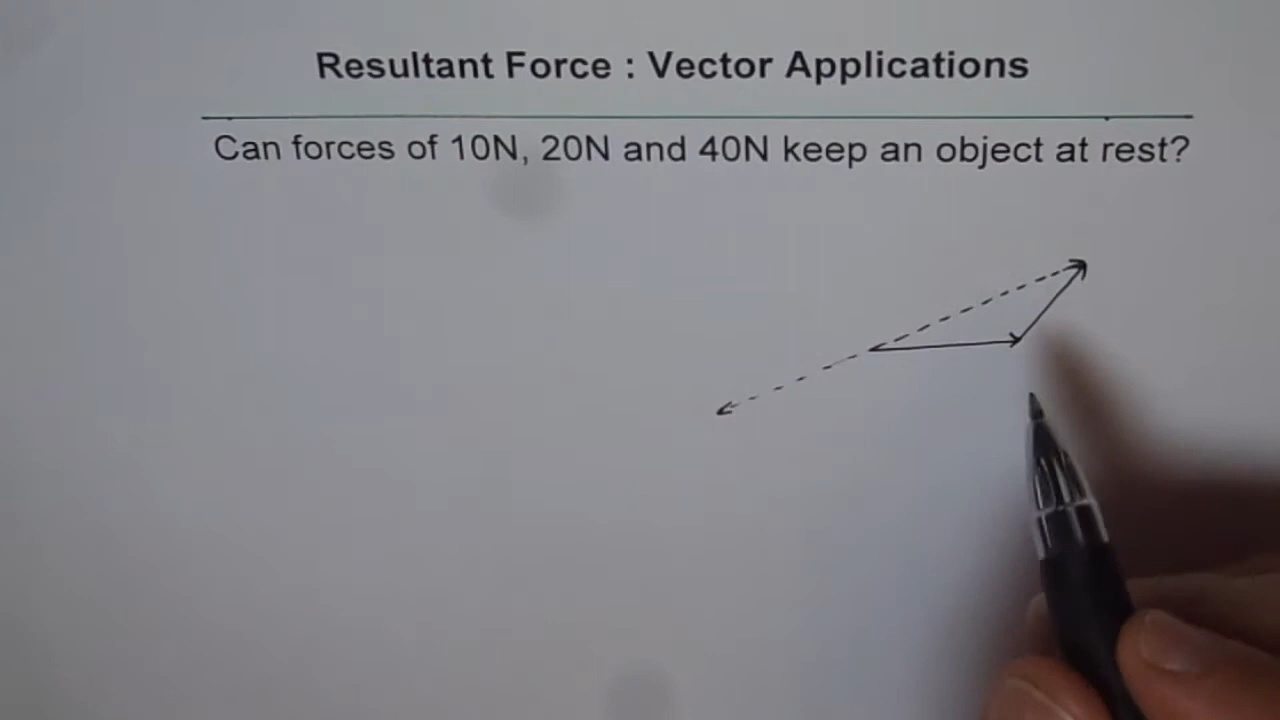 Resultant Force : Vector Applications
Can forces of 10N, 20N and 40N keep an object at rest?